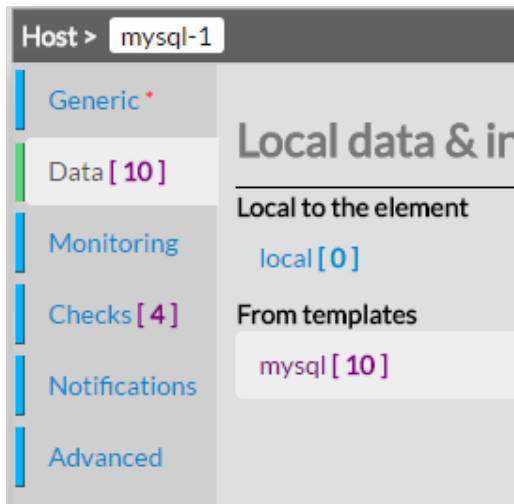 Host > mysql-1
Generic *
Data [ 10 ]
Monitoring
Checks [ 4 ]
Notifications
Advanced
Local data &
Local to the element
local [ 0 ]
From templates
mysql [ 10 ]